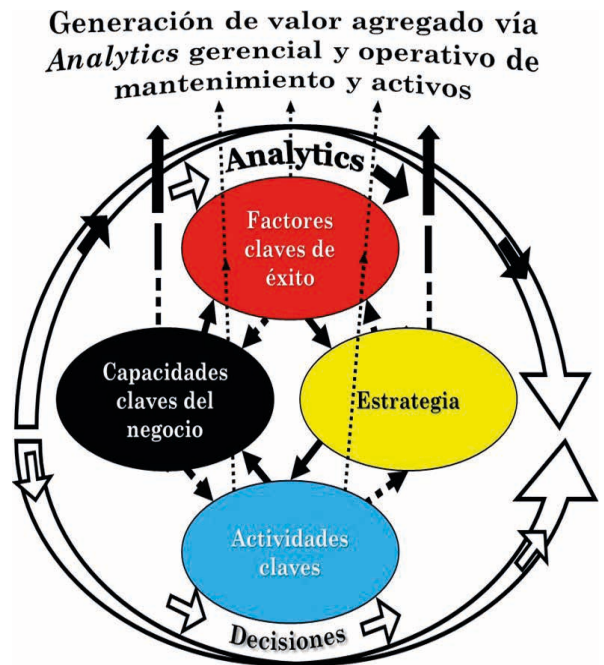 Generación de valor agregado vía
Analytics gerencial y operativo de
mantenimiento y activos
Analytics
Factores
claves de
éxito
Capacidades
claves del
negocio
Estrategia
Actividades
claves
Decisiones